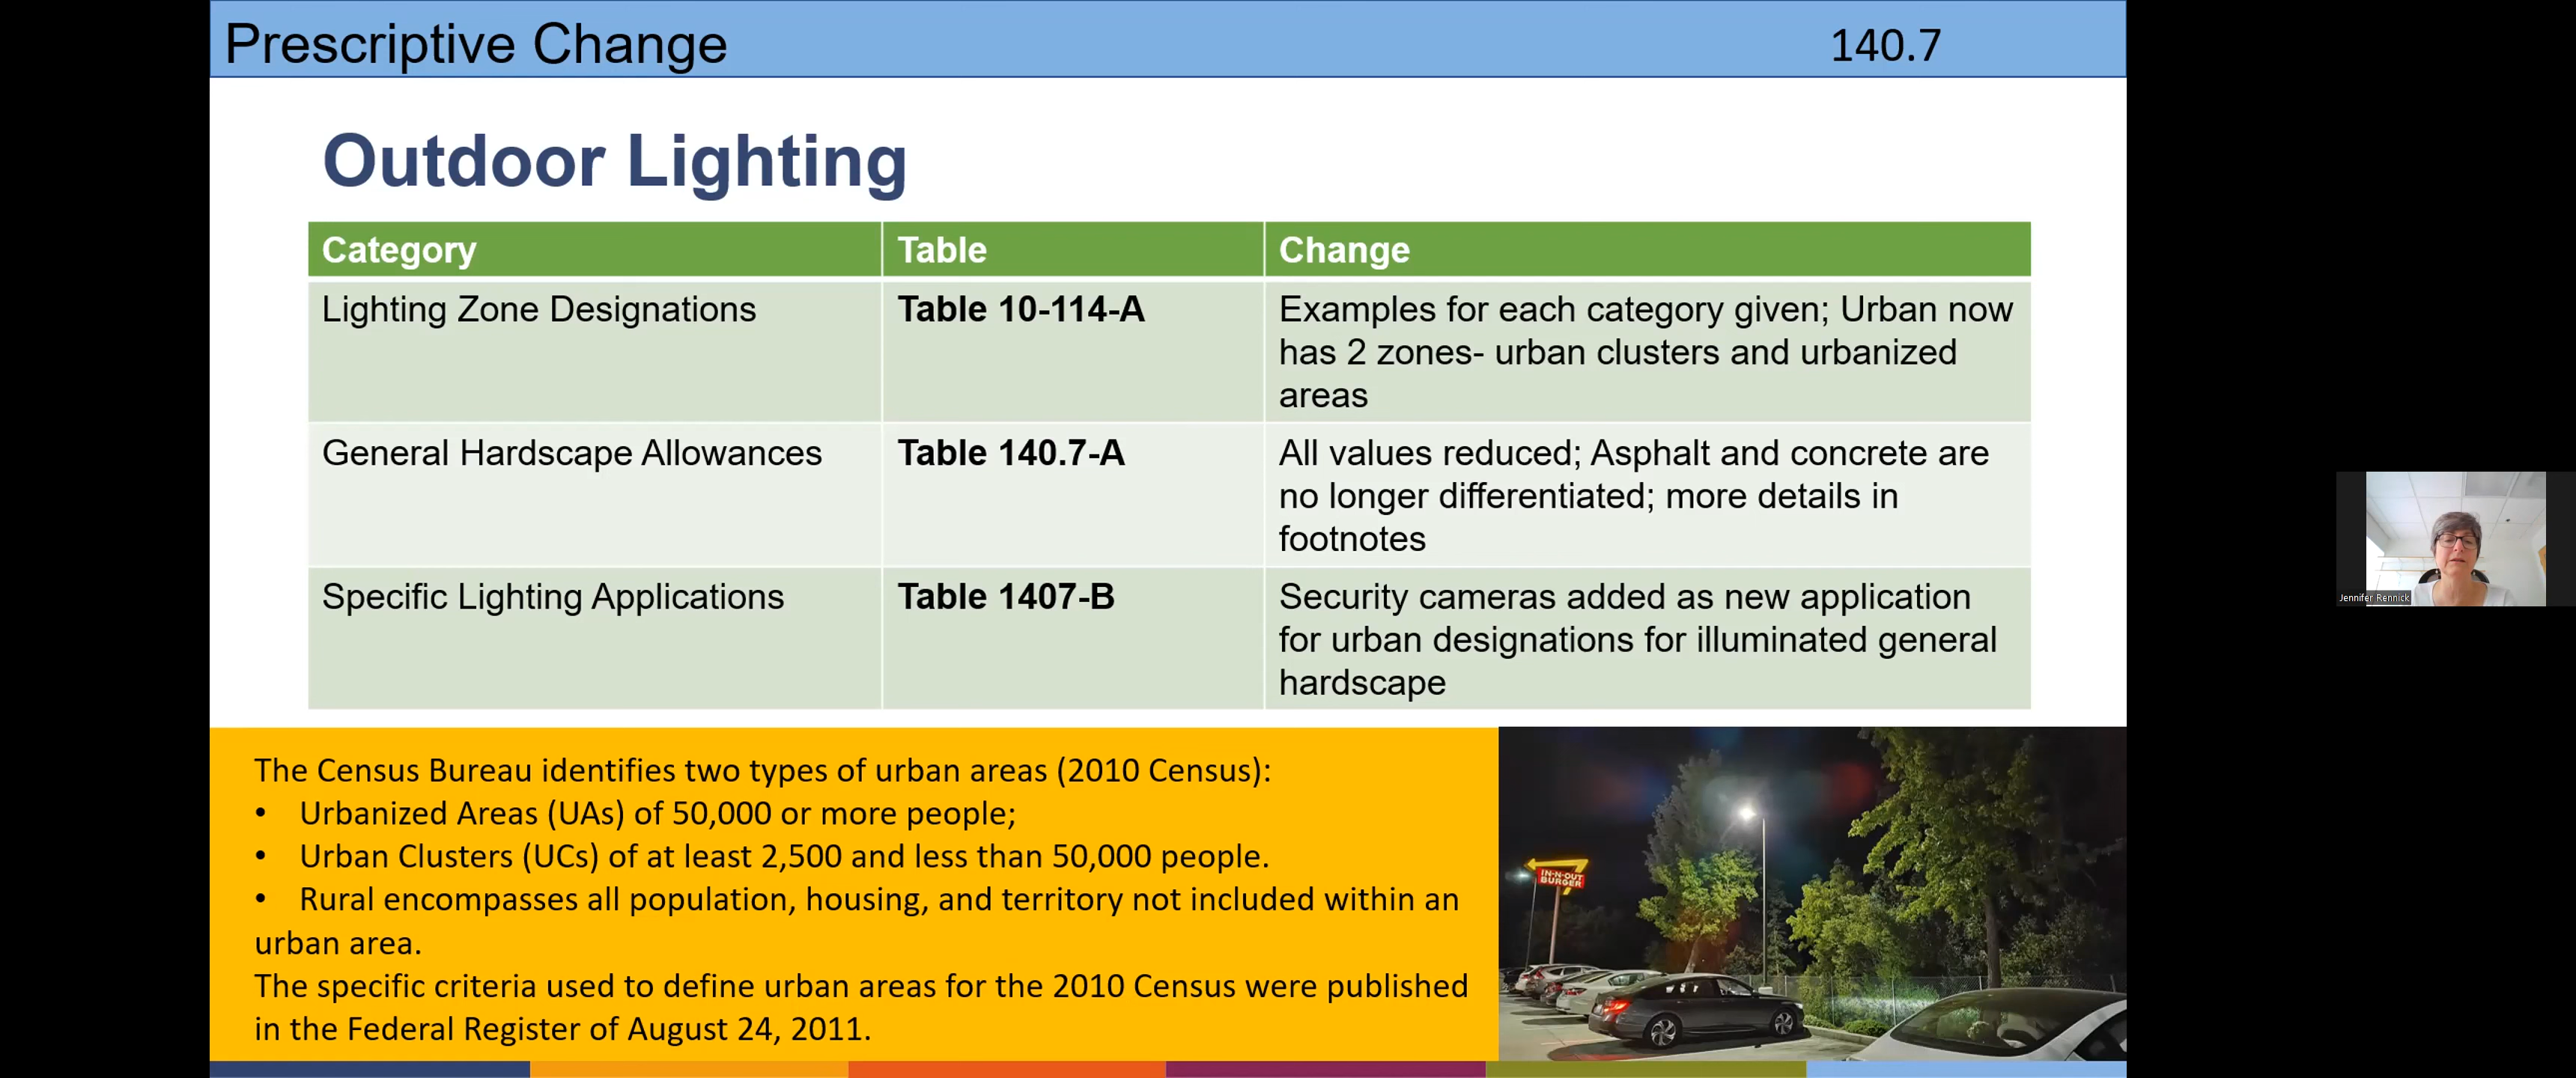 Prescriptive Change 140.7
Outdoor Lighting
Category Table Change
Lighting Zone Designations Table 10-114-A Examples for each category given; Urban now
has 2 zones- urban clusters and urbanized
areas
General Hardscape Allowances Table 140.7-A All values reduced; Asphalt and concrete are
no longer differentiated; more details in
footnotes
Specific Lighting Applications Table 1407-B Security cameras added as new application
for urban designations for illuminated general
hardscape
The Census Bureau identifies two types of urban areas (2010 Census):
• Urbanized Areas (UAs) of 50,000 or more people;
• Urban Clusters (UCs) of at least 2,500 and less than 50,000 people.
• Rural encompasses all population, housing, and territory not included within an
urban area.
The specific criteria used to define urban areas for the 2010 Census were published
in the Federal Register of August 24, 2011.
IN-N-OUT
BURGER
Jennifer Rennick